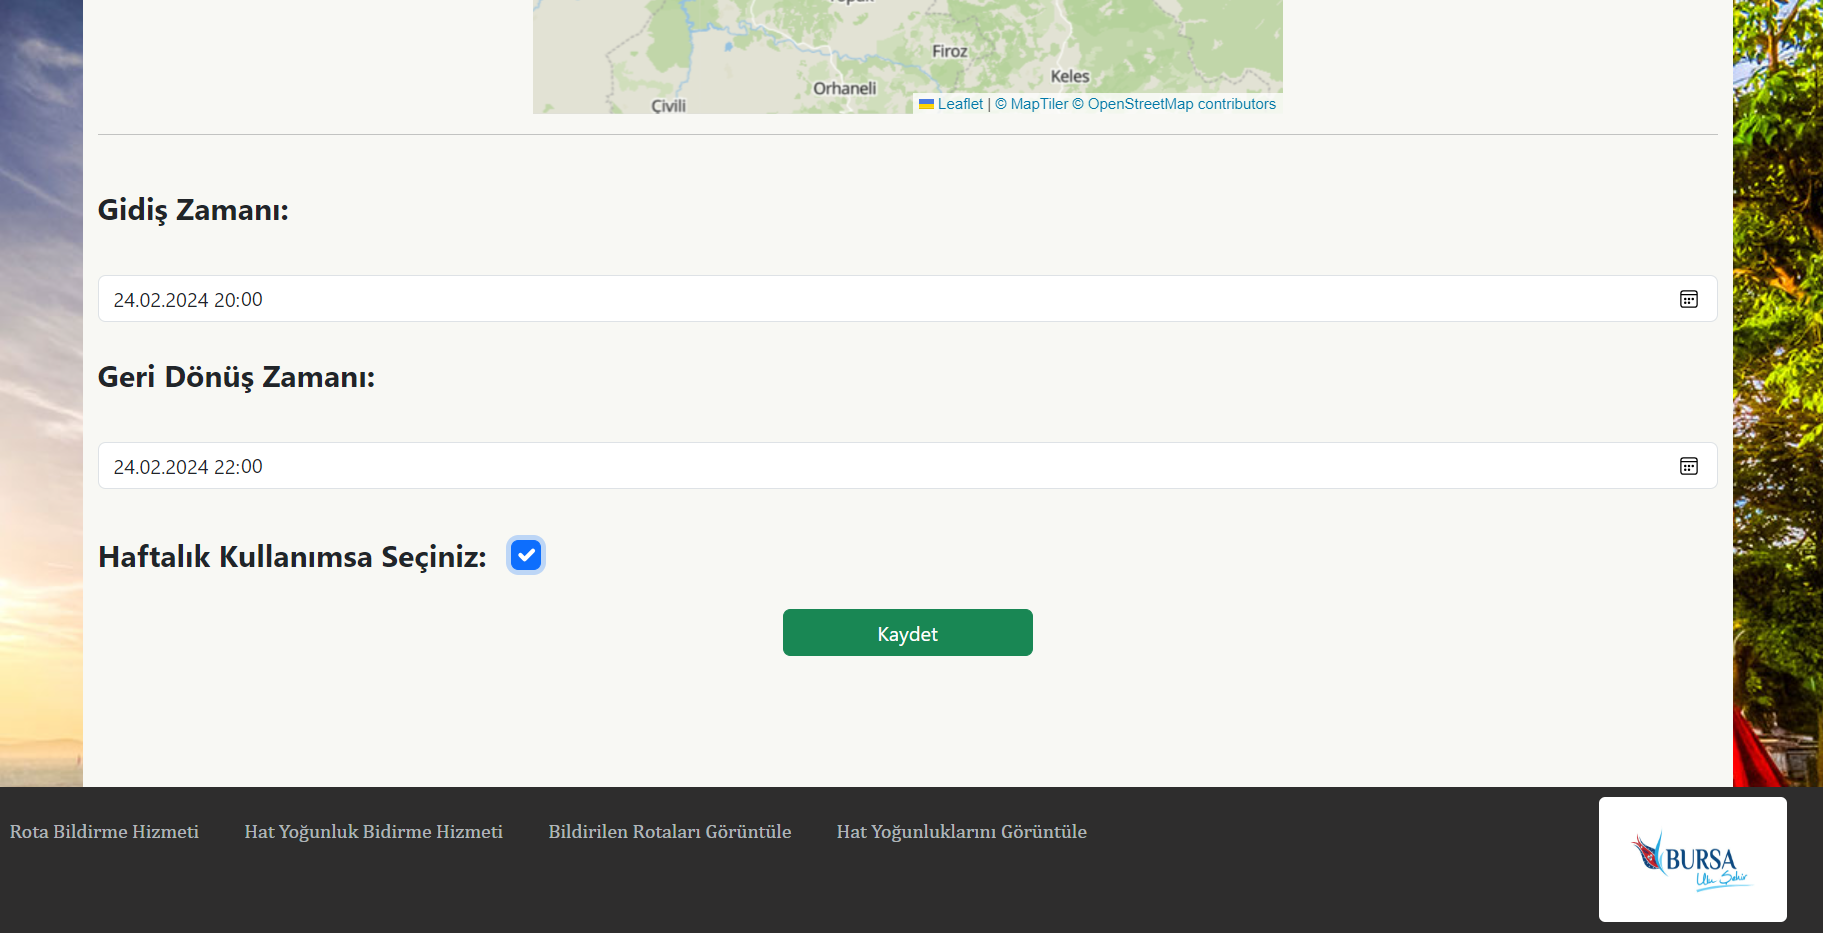 Firoz
Keles
Orhaneli
Çivili
Leaflet | © MapTiler © OpenStreetMap contributors
Gidiş Zamanı:
24.02.2024 20:00
Geri Dönüş Zamanı:
24.02.2024 22:00
Haftalık Kullanımsa Seçiniz:
Kaydet
Rota Bildirme Hizmeti Hat Yoğunluk Bidirme Hizmeti Bildirilen Rotaları Görüntüle Hat Yoğunluklarını Görüntüle
BURSA
Ulu Şehir